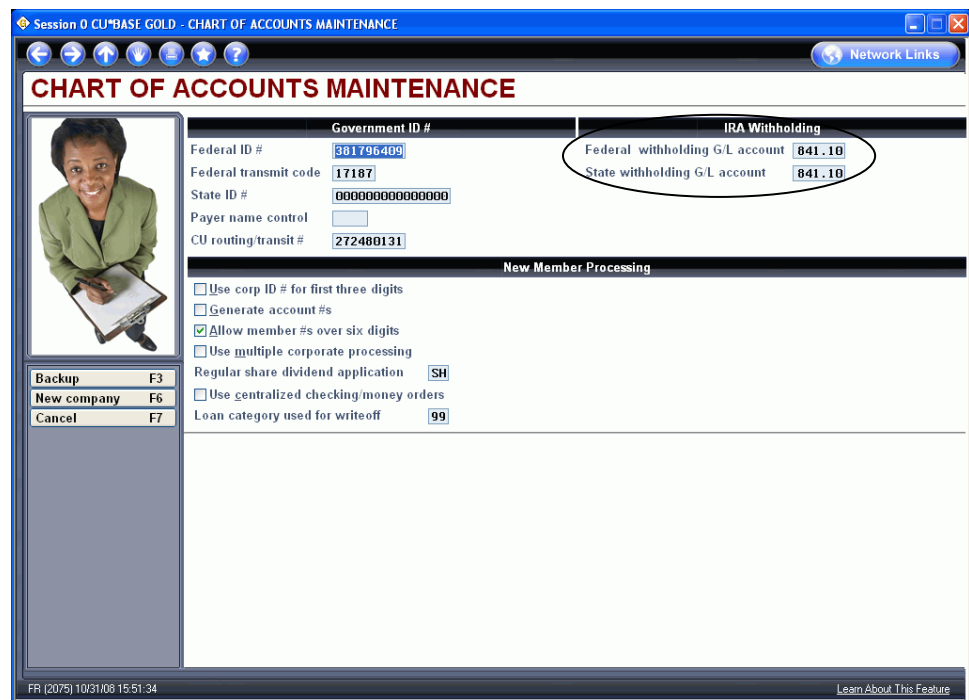 Session 0 CU*BASE GOLD - CHART OF ACCOUNTS MAINTENANCE
Network Links
CHART OF ACCOUNTS MAINTENANCE
Government ID #
Federal ID # 381796409
Federal transmit code 17187
State ID # 000000000000000
Payer name control
CU routing/transit # 272480131
IRA Withholding
Federal withholding G/L account 841.10
State withholding G/L account 841.10
New Member Processing
Use corp ID # for first three digits
Generate account #s
Allow member #s over six digits
Use multiple corporate processing
Regular share dividend application SH
Use centralized checking/money orders
Loan category used for writeoff 99
Backup F3
New company F6
Cancel F7
FR (2075) 10/31/08 15:51:34
Learn About This Feature